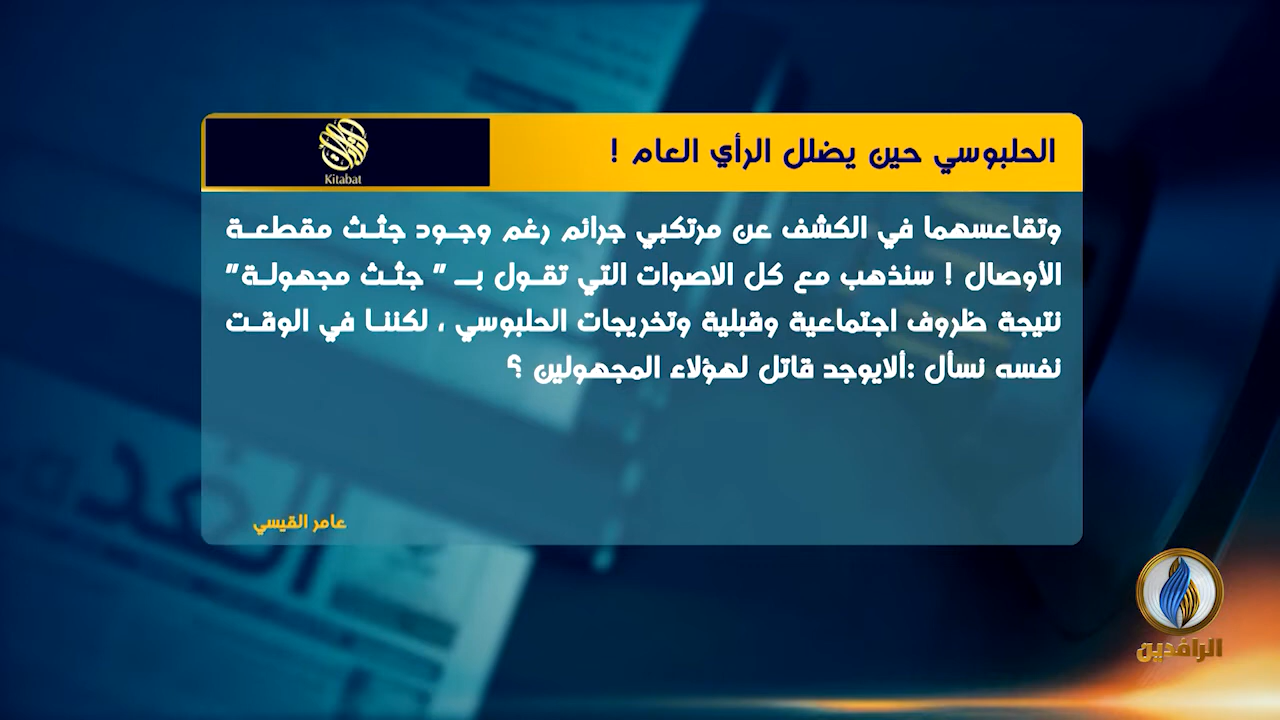 الحلبوسي حين يضلل الرأي العام !
Kitabat
وتقاعسهما في الكشف عن مرتكبي جرائم رغم وجود جثث مقطعة
الأوصال ! سنذهب مع كل الاصوات التي تقول بـ " جثث مجهولة"
نتيجة ظروف اجتماعية وقبلية وتخريجات الحلبوسي ، لكننا في الوقت
نفسه نسأل :ألايوجد قاتل لهؤلاء المجهولين ؟
عامر القيسي
الرافدين